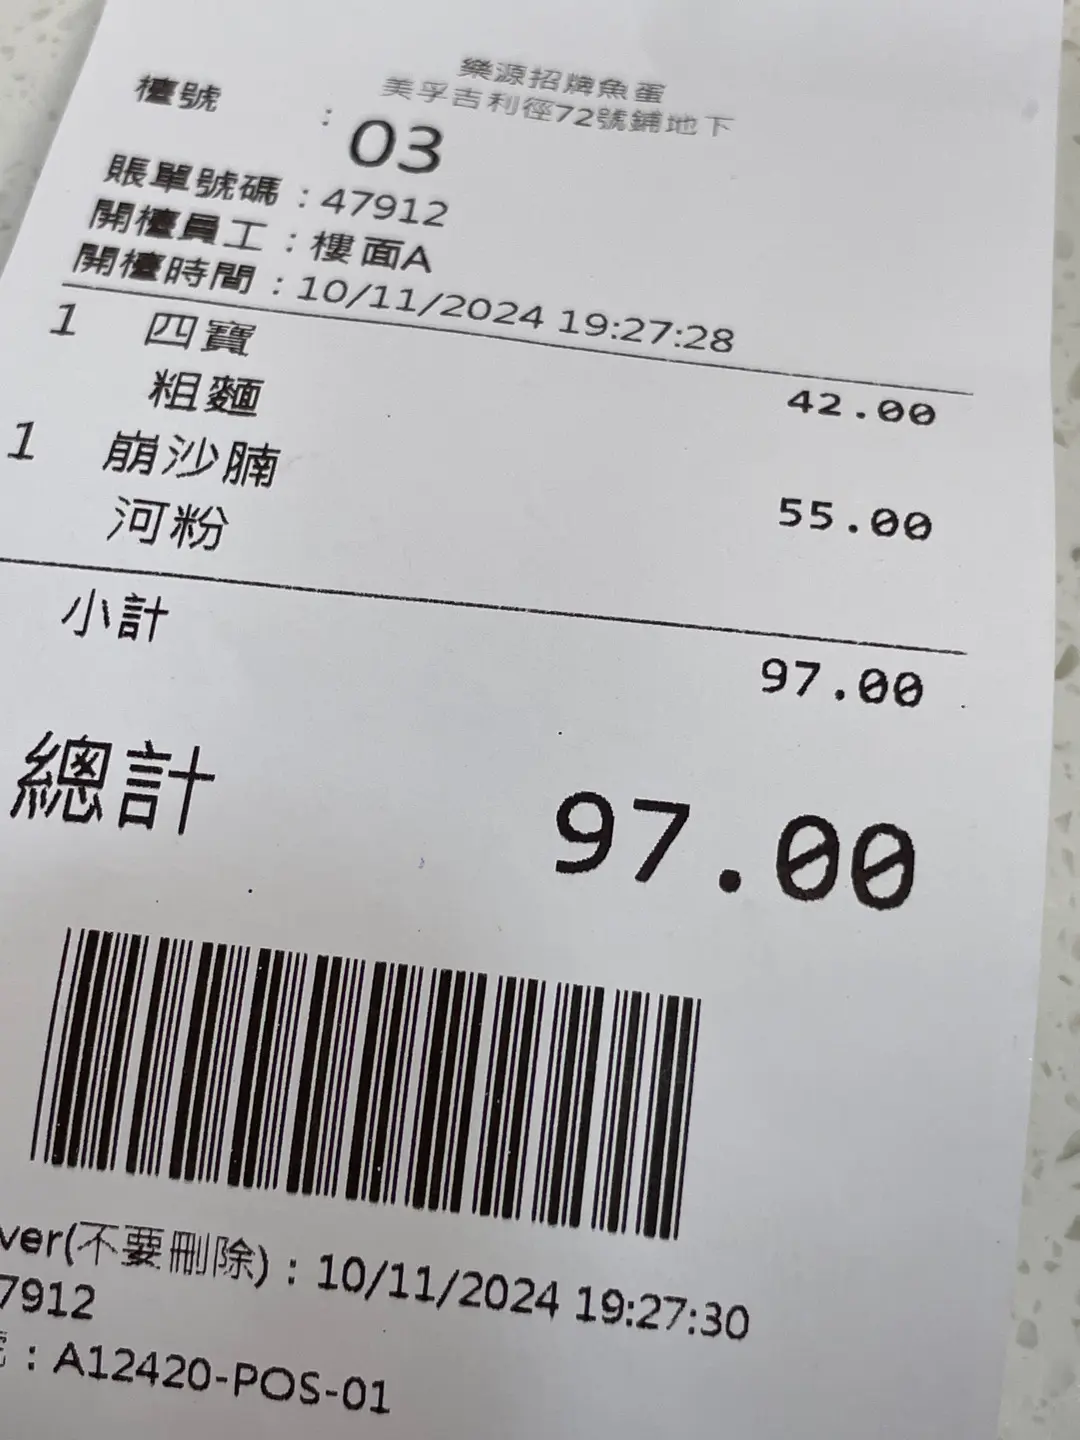 樂源招牌魚蛋
美孚吉利徑72號鋪地下
檯號 : 03
賬單號碼 : 47912
開檯員工 : 樓面A
開檯時間 : 10/11/2024 19:27:28
1 四寶 42.00
粗麵
1 崩沙腩 55.00
河粉
小計 97.00
總計 97.00
ver(不要刪除) : 10/11/2024 19:27:30
7912
號 : A12420-POS-01